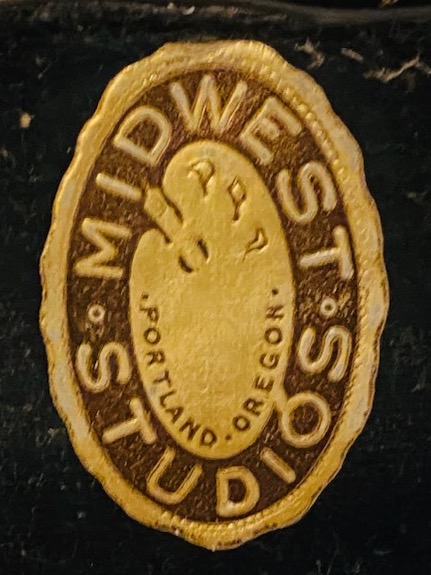 MIDWEST
STUDIOS
PORTLAND · OREGON